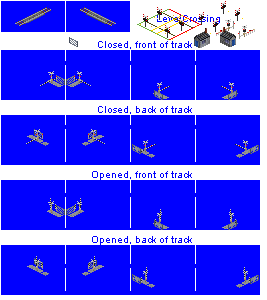 Level Crossing
Closed, front of track
Closed, back of track
Opened, front of track
Opened, back of track